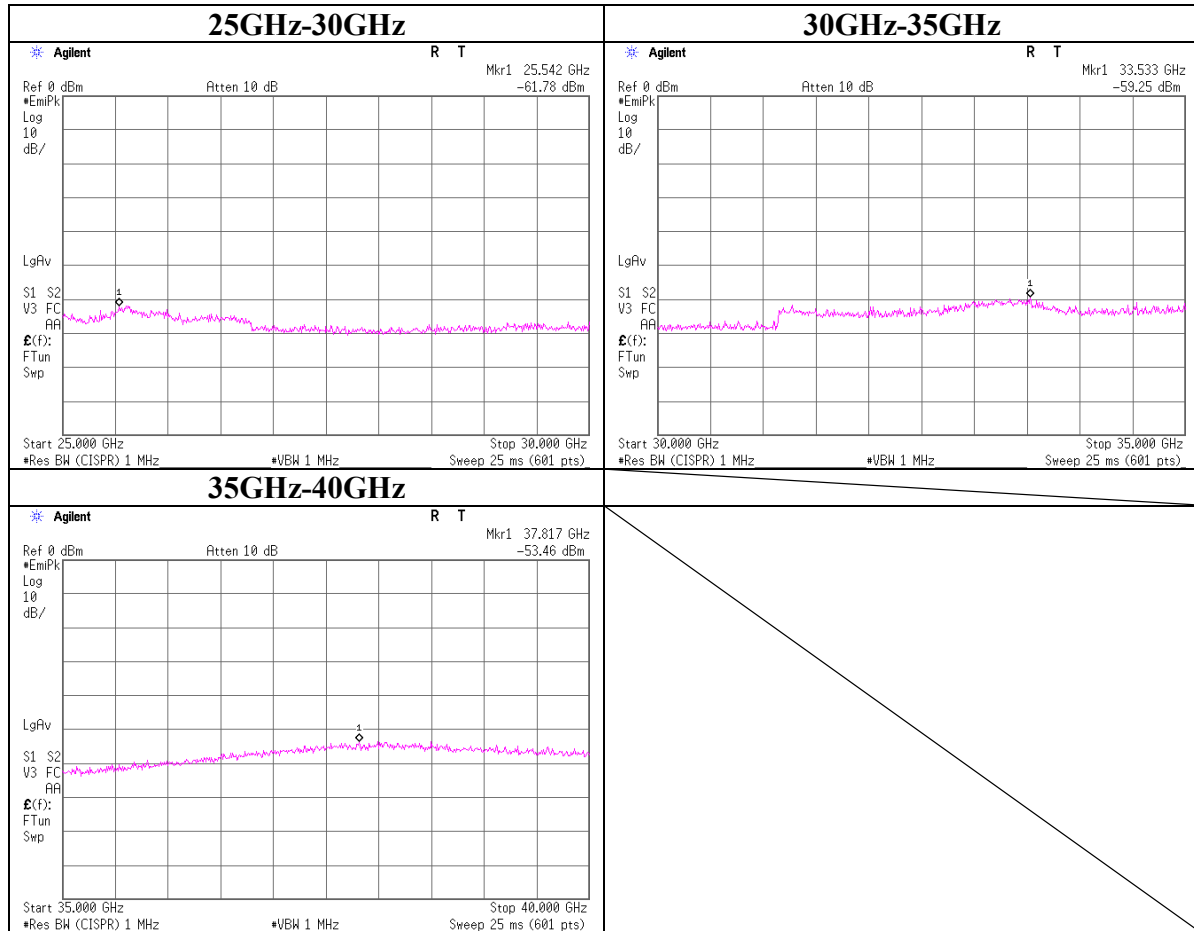 25GHz-30GHz
Agilent R T
Mkr1 25.542 GHz
Ref 0 dBm Atten 10 dB -61.78 dBm
#EmiPk
Log
10
dB/
LgAv
1
S1 S2
V3 FC
AA
£(f):
FTun
Swp
Start 25.000 GHz Stop 30.000 GHz
#Res BW (CISPR) 1 MHz #VBW 1 MHz Sweep 25 ms (601 pts)
30GHz-35GHz
Agilent R T
Mkr1 33.533 GHz
Ref 0 dBm Atten 10 dB -59.25 dBm
#EmiPk
Log
10
dB/
LgAv
1
S1 S2
V3 FC
AA
£(f):
FTun
Swp
Start 30.000 GHz Stop 35.000 GHz
#Res BW (CISPR) 1 MHz #VBW 1 MHz Sweep 25 ms (601 pts)
35GHz-40GHz
Agilent R T
Mkr1 37.817 GHz
Ref 0 dBm Atten 10 dB -53.46 dBm
#EmiPk
Log
10
dB/
LgAv
1
S1 S2
V3 FC
AA
£(f):
FTun
Swp
Start 35.000 GHz Stop 40.000 GHz
#Res BW (CISPR) 1 MHz #VBW 1 MHz Sweep 25 ms (601 pts)